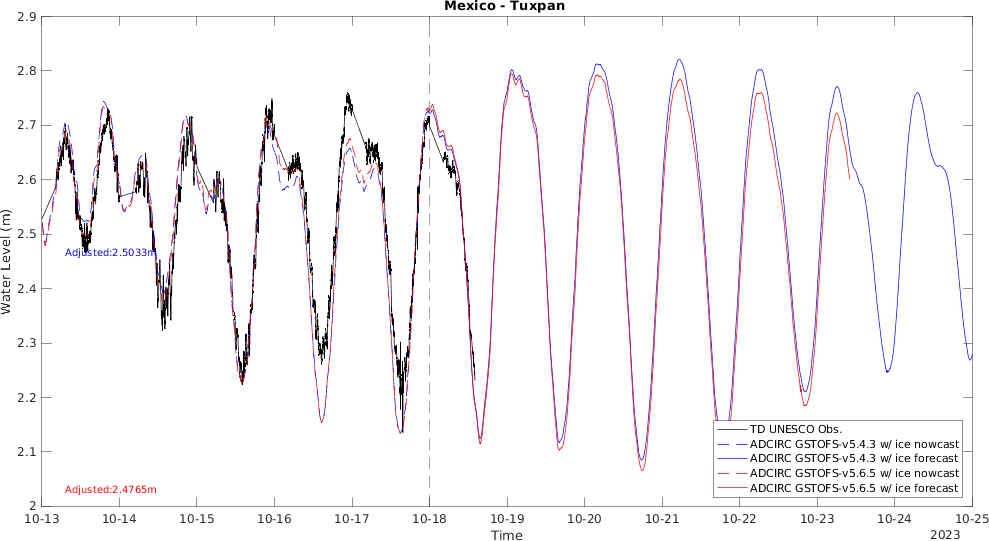 Mexico - Tuxpan
2.9
2.8
2.7
2.6
2.5
2.4
2.3
2.2
2.1
2
Water Level (m)
Adjusted:2.5033m
Adjusted:2.4765m
TD UNESCO Obs.
ADCIRC GSTOFS-v5.4.3 w/ ice nowcast
ADCIRC GSTOFS-v5.4.3 w/ ice forecast
ADCIRC GSTOFS-v5.6.5 w/ ice nowcast
ADCIRC GSTOFS-v5.6.5 w/ ice forecast
10-13 10-14 10-15 10-16 10-17 10-18 10-19 10-20 10-21 10-22 10-23 10-24 10-25
Time
2023